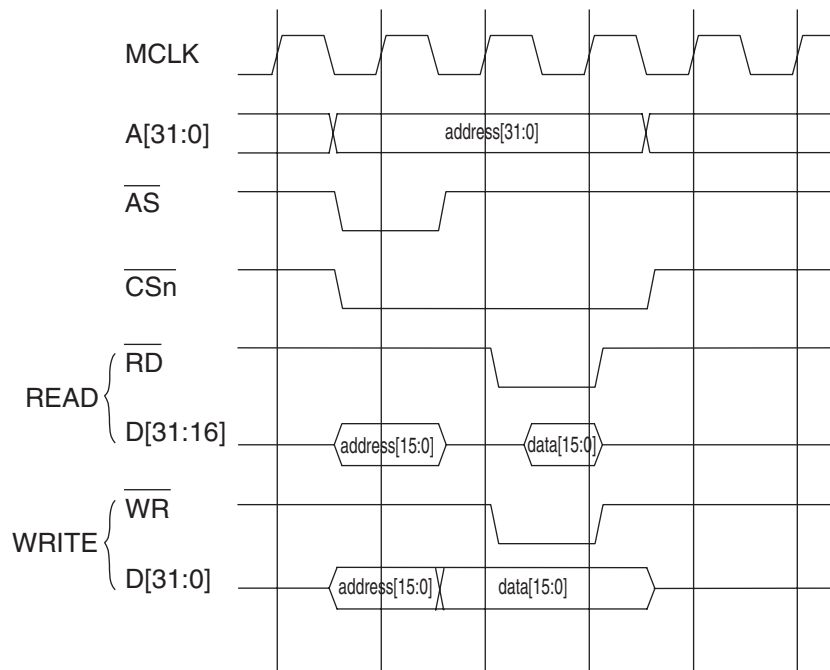 MCLK
A[31:0]
address[31:0]
AS
CSn
READ
RD
D[31:16]
address[15:0]
data[15:0]
WRITE
WR
D[31:0]
address[15:0]
data[15:0]